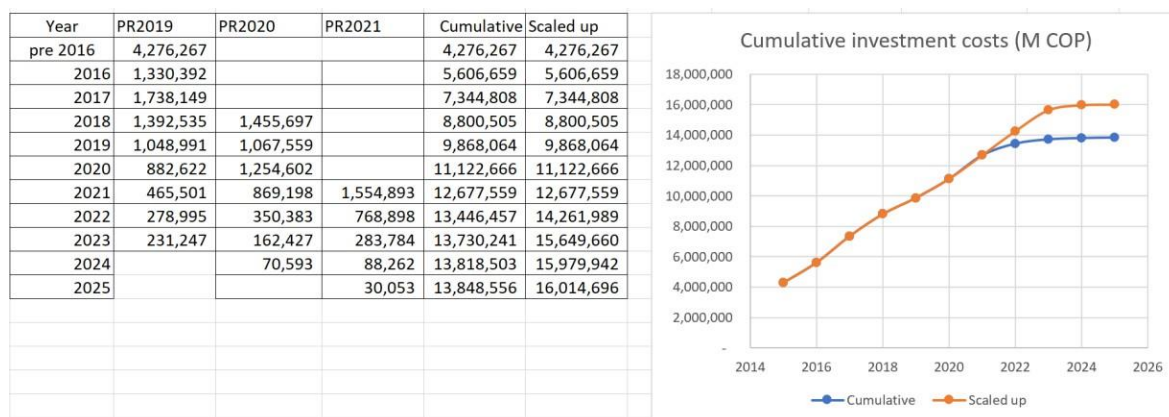 Year PR2019 PR2020 PR2021 Cumulative Scaled up
pre 2016 4,276,267 4,276,267 4,276,267
2016 1,330,392 5,606,659 5,606,659
2017 1,738,149 7,344,808 7,344,808
2018 1,392,535 1,455,697 8,800,505 8,800,505
2019 1,048,991 1,067,559 9,868,064 9,868,064
2020 882,622 1,254,602 11,122,666 11,122,666
2021 465,501 869,198 1,554,893 12,677,559 12,677,559
2022 278,995 350,383 768,898 13,446,457 14,261,989
2023 231,247 162,427 283,784 13,730,241 15,649,660
2024 70,593 88,262 13,818,503 15,979,942
2025 30,053 13,848,556 16,014,696
Cumulative investment costs (M COP)
18,000,000
16,000,000
14,000,000
12,000,000
10,000,000
8,000,000
6,000,000
4,000,000
2,000,000
-
2014 2016 2018 2020 2022 2024 2026
Cumulative Scaled up